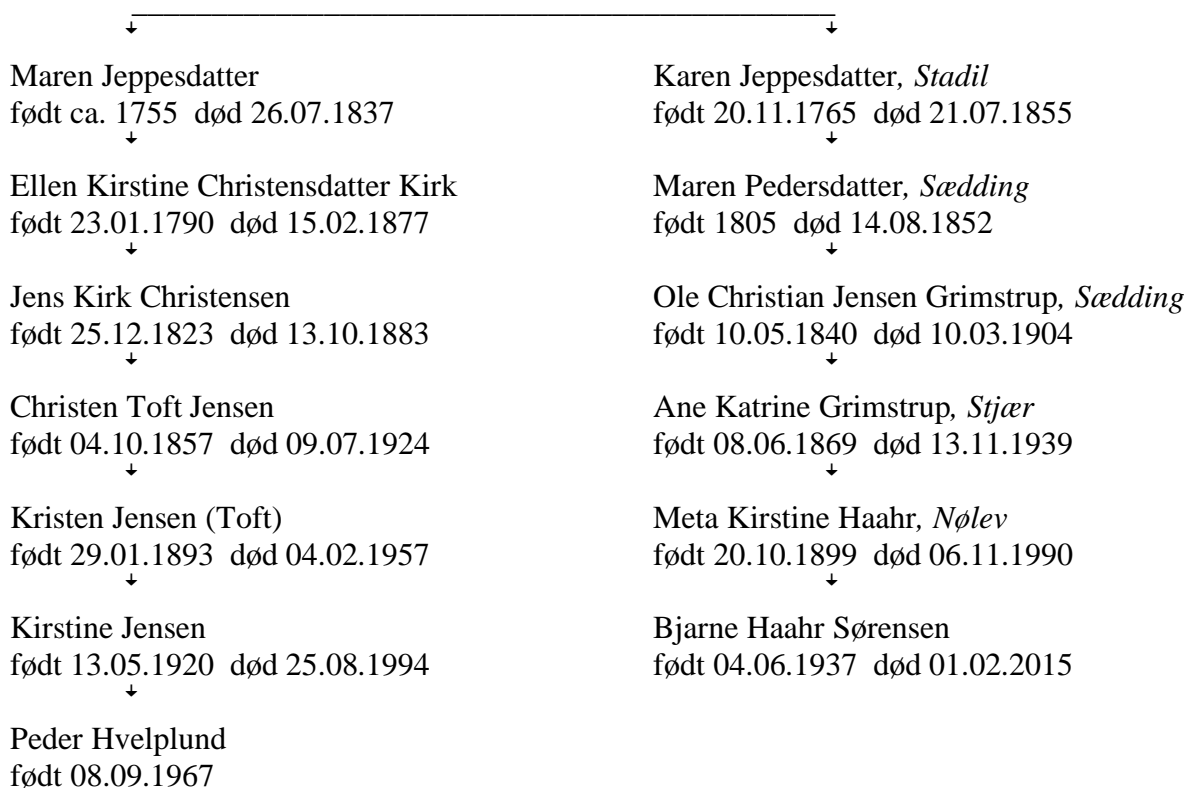 Maren Jeppesdatter
født ca. 1755 død 26.07.1837
Ellen Kirstine Christensdatter Kirk
født 23.01.1790 død 15.02.1877
Jens Kirk Christensen
født 25.12.1823 død 13.10.1883
Christen Toft Jensen
født 04.10.1857 død 09.07.1924
Kristen Jensen (Toft)
født 29.01.1893 død 04.02.1957
Kirstine Jensen
født 13.05.1920 død 25.08.1994
Peder Hvelplund
født 08.09.1967
Karen Jeppesdatter, Stadil
født 20.11.1765 død 21.07.1855
Maren Pedersdatter, Sædding
født 1805 død 14.08.1852
Ole Christian Jensen Grimstrup, Sædding
født 10.05.1840 død 10.03.1904
Ane Katrine Grimstrup, Stjær
født 08.06.1869 død 13.11.1939
Meta Kirstine Haahr, Nølev
født 20.10.1899 død 06.11.1990
Bjarne Haahr Sørensen
født 04.06.1937 død 01.02.2015